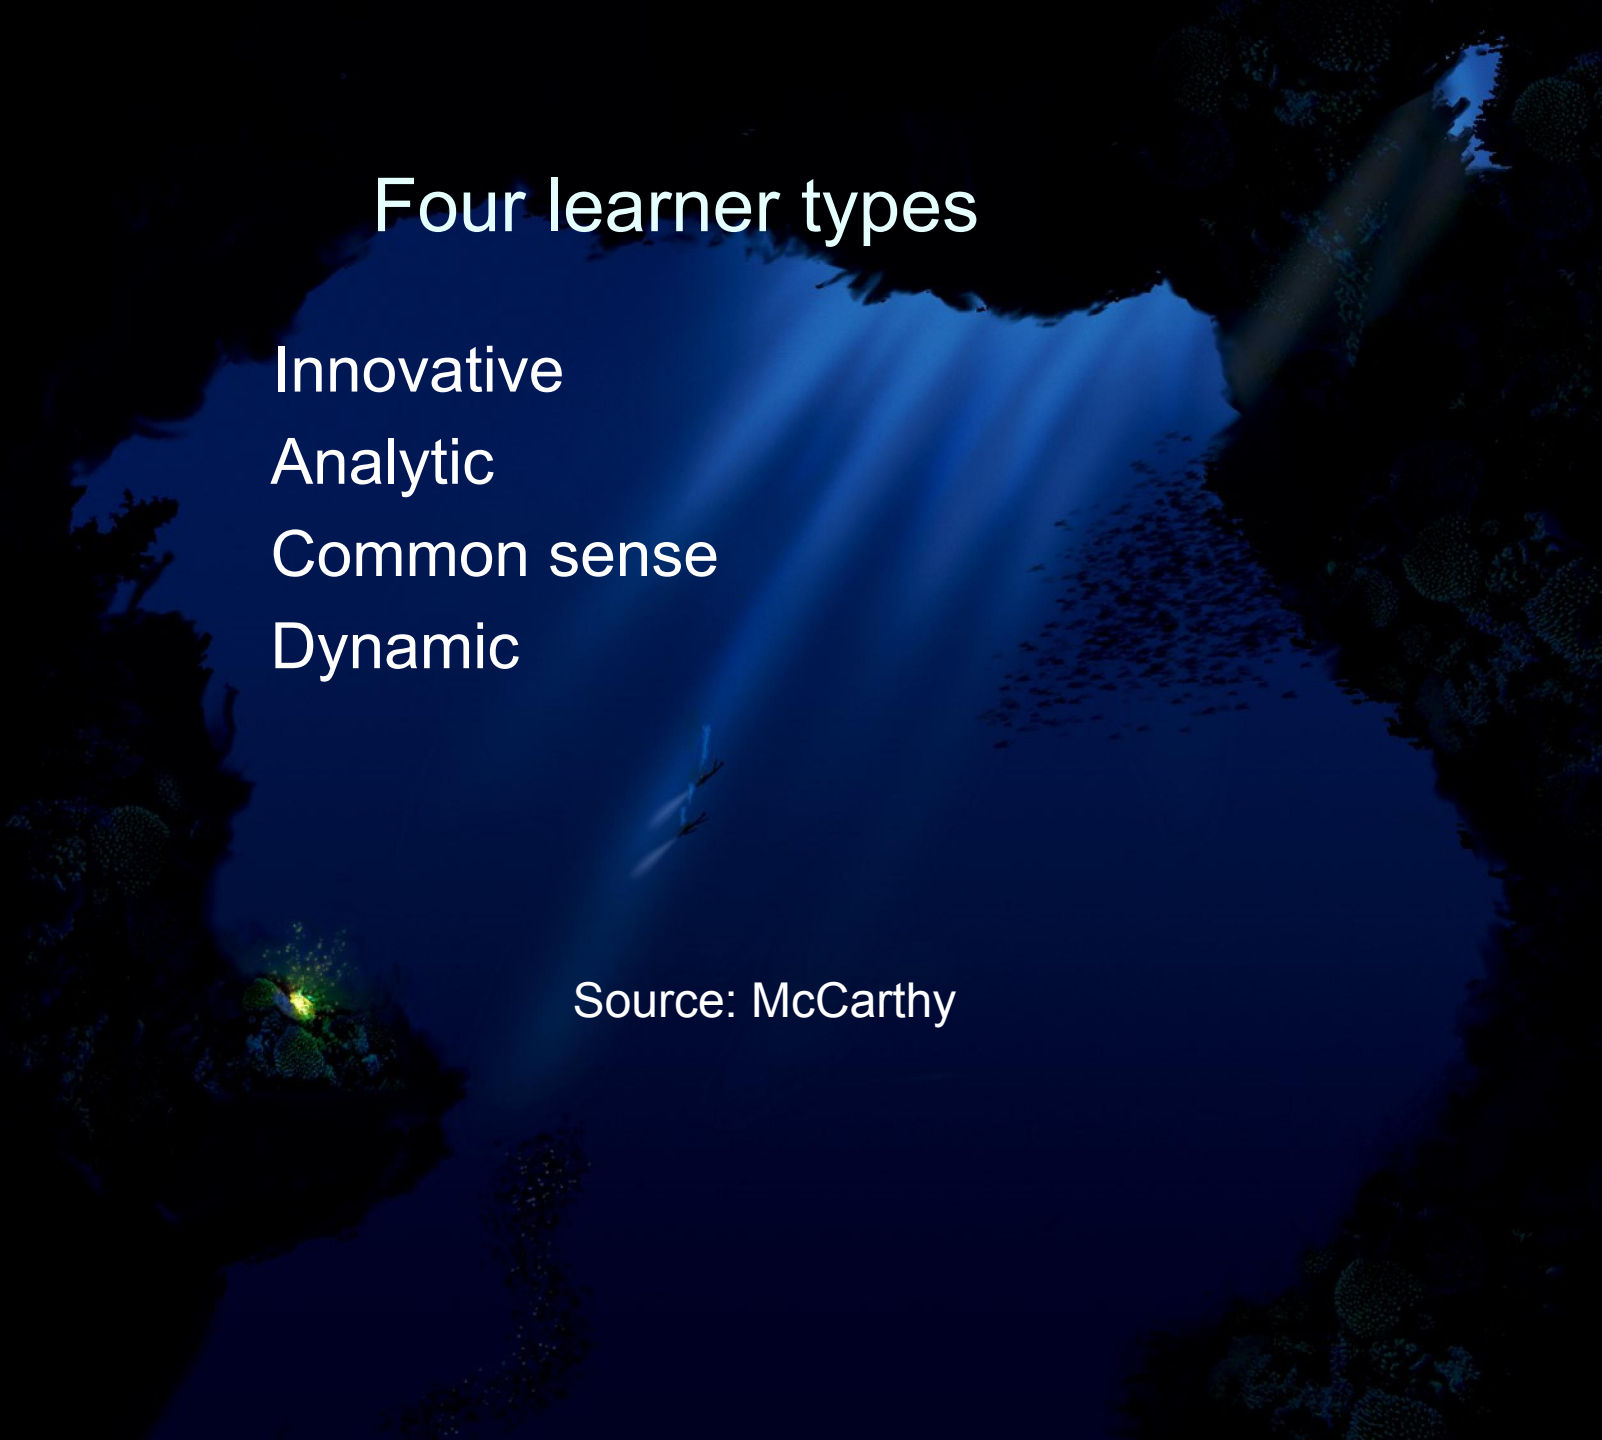 Four learner types
Innovative
Analytic
Common sense
Dynamic
Source: McCarthy